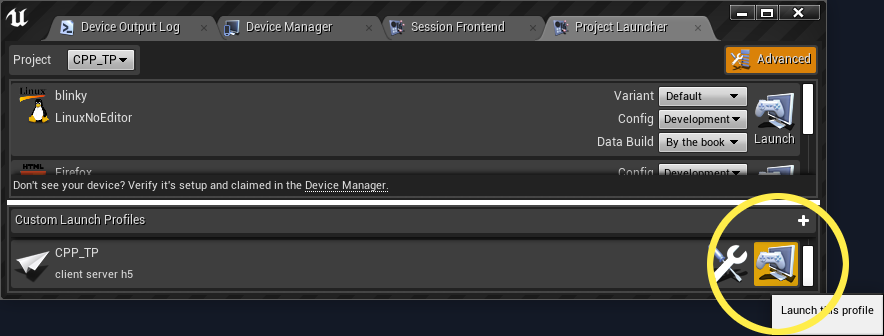 Device Output Log
Device Manager
Session Frontend
Project Launcher
Project
CPP_TP
Advanced
Linux
blinky
LinuxNoEditor
Variant
Default
Config
Development
Data Build
By the book
Launch
HTML
Firefox
Config
Development
Don't see your device? Verify it's setup and claimed in the Device Manager.
Custom Launch Profiles
+
CPP_TP
client server h5
Launch this profile